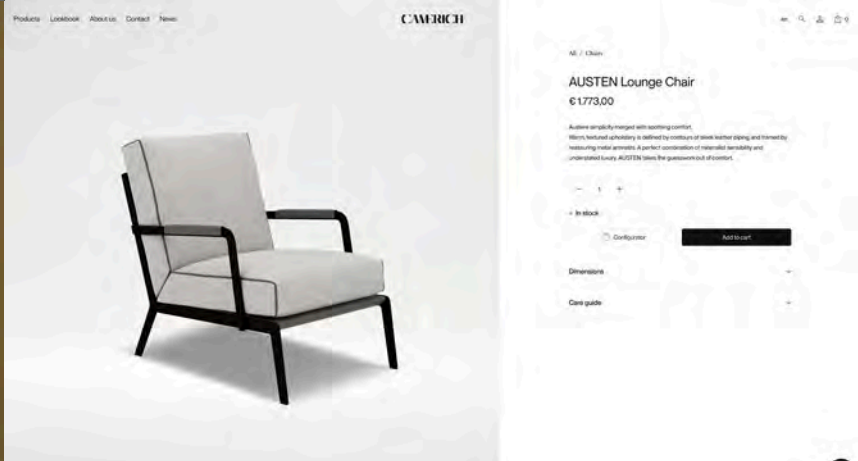 Products Lookbook About us Contact News
CAMERICH
en
0
All / Chairs
AUSTEN Lounge Chair
€ 1.773,00
Austere simplicity merged with soothing comfort.
Warm, textured upholstery is defined by contours of sleek leather piping and framed by
reassuring metal armrests. A perfect combination of materialist sensibility and
understated luxury, AUSTEN takes the guesswork out of comfort.
− 1 +
In stock
Configurator
Add to cart
Dimensions
Care guide